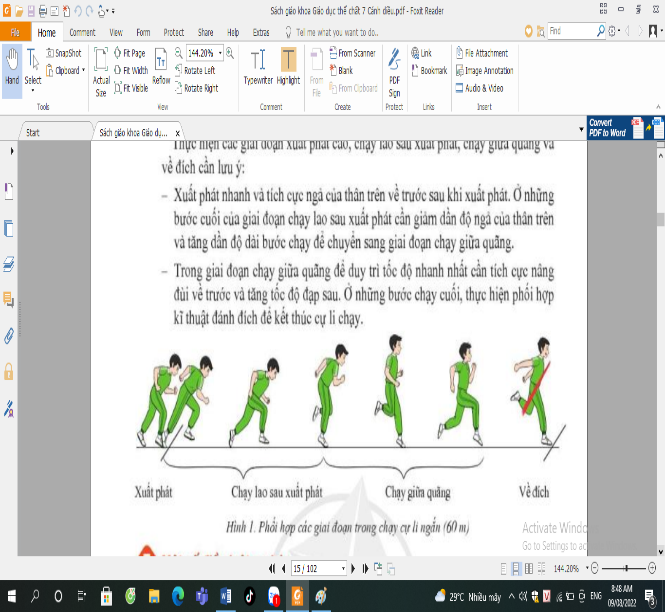 Sách giáo khoa Giáo dục thể chất 7 Cánh diều.pdf - Foxit Reader
File Home Comment View Form Protect Share Help Extras Tell me what you want to do.. Find
Hand Select SnapShot Clipboard Actual Size Fit Page Fit Width Fit Visible Reflow 144.20% Rotate Left Rotate Right Typewriter Highlight From File From Scanner Blank From Clipboard PDF Sign Link Bookmark File Attachment Image Annotation Audio & Video
Tools View Comment Create Protect Links Insert
Start Sách giáo khoa Giáo dụ... x
Convert PDF to Word
Thực hiện các giai đoạn xuất phát cao, chạy lao sau xuất phát, chạy giữa quãng và
về đích cần lưu ý:
– Xuất phát nhanh và tích cực ngả của thân trên về trước sau khi xuất phát. Ở những
bước cuối của giai đoạn chạy lao sau xuất phát cần giảm dần độ ngả của thân trên
và tăng dần độ dài bước chạy để chuyển sang giai đoạn chạy giữa quãng.
– Trong giai đoạn chạy giữa quãng để duy trì tốc độ nhanh nhất cần tích cực nâng
đùi về trước và tăng tốc độ đạp sau. Ở những bước chạy cuối, thực hiện phối hợp
kĩ thuật đánh đích để kết thúc cự li chạy.
Xuất phát Chạy lao sau xuất phát Chạy giữa quãng Về đích
Hình 1. Phối hợp các giai đoạn trong chạy cự li ngắn (60 m)
Activate Windo
Go to Settings to ac
15 / 102 144.20%
29°C Nhiều mây ENG 8:48 AM
09/08/2022